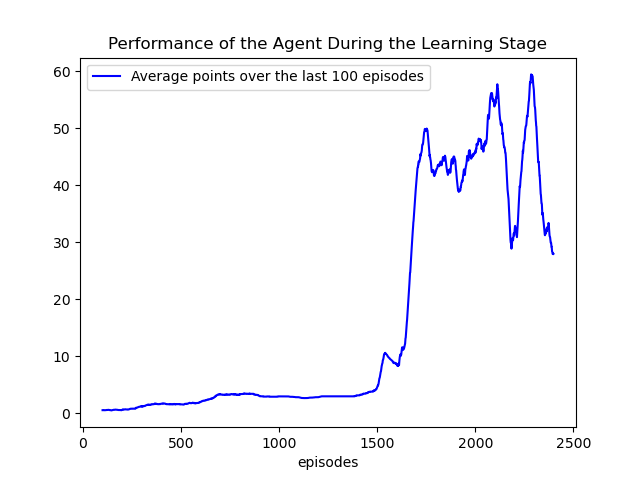 Performance of the Agent During the Learning Stage
Average points over the last 100 episodes
60
50
40
30
20
10
0
0 500 1000 1500 2000 2500
episodes